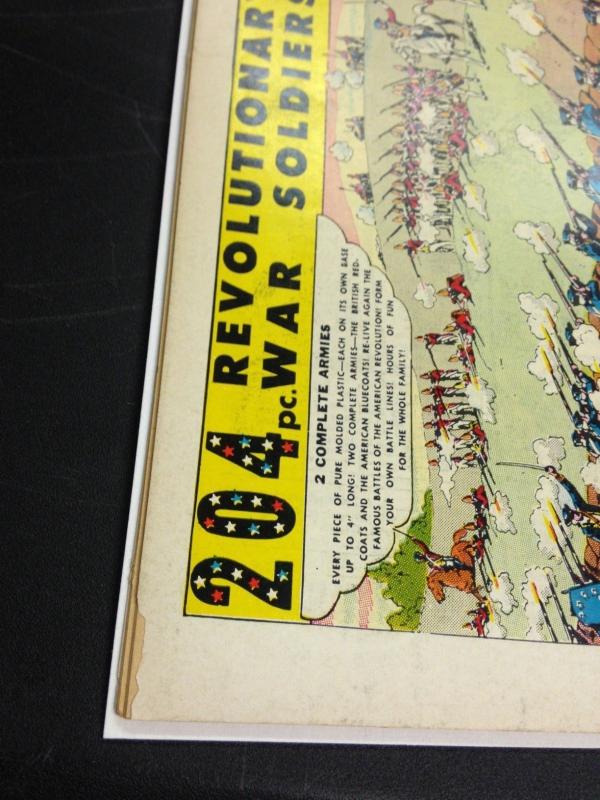 204 pc. REVOLUTIONARY
WAR SOLDIERS
2 COMPLETE ARMIES
EVERY PIECE OF PURE MOLDED PLASTIC—EACH ON ITS OWN BASE
UP TO 4" LONG! TWO COMPLETE ARMIES—THE BRITISH RED-
COATS AND THE AMERICAN BLUECOATS! RE-LIVE AGAIN THE
FAMOUS BATTLES OF THE AMERICAN REVOLUTION! FORM
YOUR OWN BATTLE LINES! HOURS OF FUN
FOR THE WHOLE FAMILY!